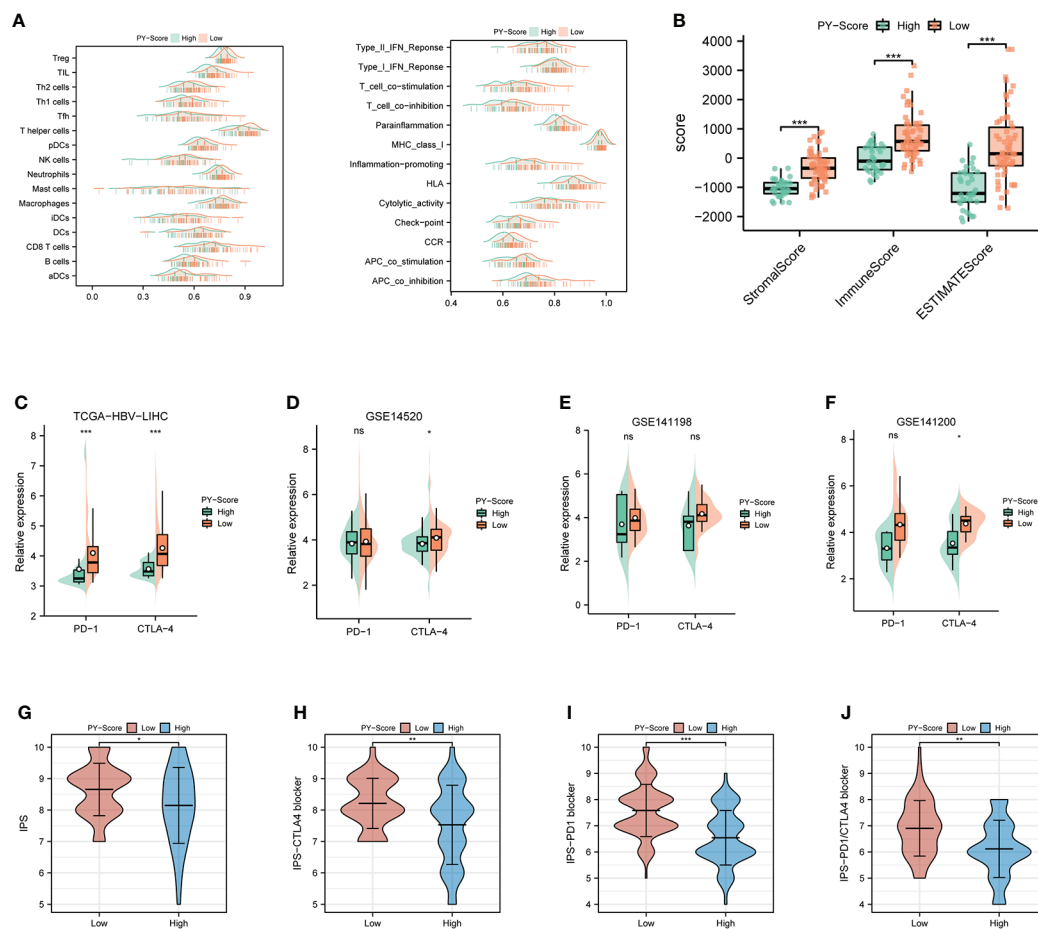 A
PY-Score High Low
Treg
TIL
Th2 cells
Th1 cells
Tfh
T helper cells
pDCs
NK cells
Neutrophils
Mast cells
Macrophages
iDCs
DCs
CD8 T cells
B cells
aDCs
0.0 0.3 0.6 0.9
PY-Score High Low
Type_II_IFN_Reponse
Type_I_IFN_Reponse
T_cell_co-stimulation
T_cell_co-inhibition
Parainflammation
MHC_class_I
Inflammation-promoting
HLA
Cytolytic_activity
Check-point
CCR
APC_co_stimulation
APC_co_inhibition
0.4 0.6 0.8 1.0
B
PY-Score High Low
score
4000
3000
2000
1000
0
−1000
−2000
***
***
***
StromalScore
ImmuneScore
ESTIMATEScore
C
TCGA−HBV−LIHC
Relative expression
8
7
6
5
4
3
2
*** ***
PD−1 CTLA−4
PY-Score
High
Low
D
GSE14520
Relative expression
8
6
4
2
0
ns *
PD−1 CTLA−4
PY-Score
High
Low
E
GSE141198
Relative expression
8
6
4
2
0
ns ns
PD−1 CTLA−4
PY-Score
High
Low
F
GSE141200
Relative expression
8
6
4
2
ns *
PD−1 CTLA−4
PY-Score
High
Low
G
PY−Score Low High
IPS
10
9
8
7
6
5
*
Low High
H
PY−Score Low High
IPS−CTLA4 blocker
10
9
8
7
6
5
4
**
Low High
I
PY−Score Low High
IPS−PD1 blocker
10
9
8
7
6
5
4
***
Low High
J
PY−Score Low High
IPS−PD1/CTLA4 blocker
10
9
8
7
6
5
4
**
Low High